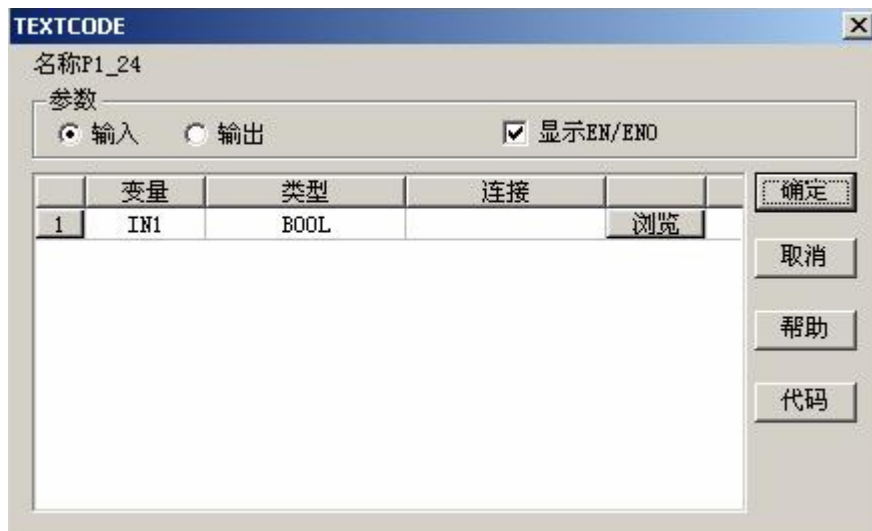 TEXTCODE
名称P1_24
参数
输入 输出 显示EN/ENO
变量 类型 连接
1 IN1 BOOL 浏览
确定
取消
帮助
代码